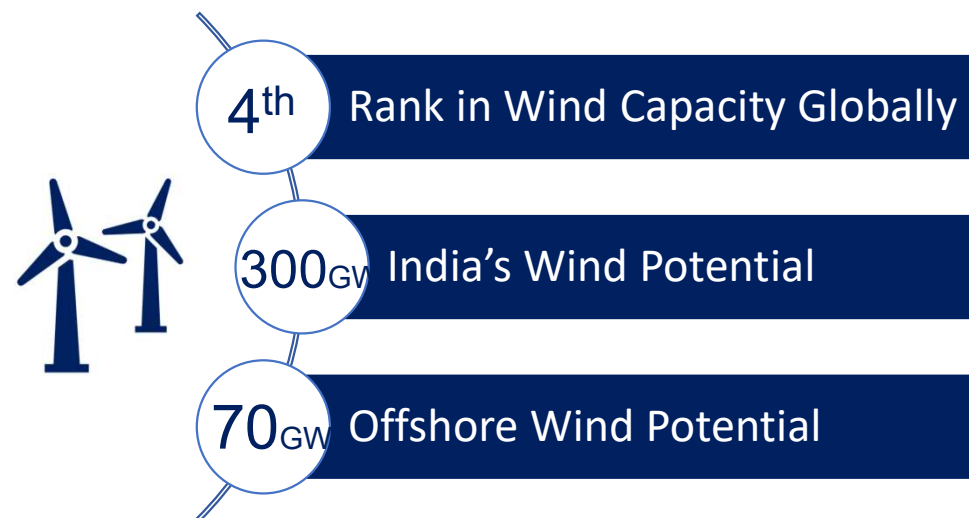 4th Rank in Wind Capacity Globally
300GW India’s Wind Potential
70GW Offshore Wind Potential